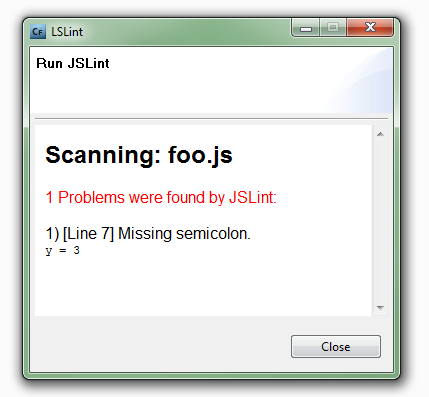 CF LSLint
Run JSLint
Scanning: foo.js
1 Problems were found by JSLint:
1) [Line 7] Missing semicolon.
y = 3
Close